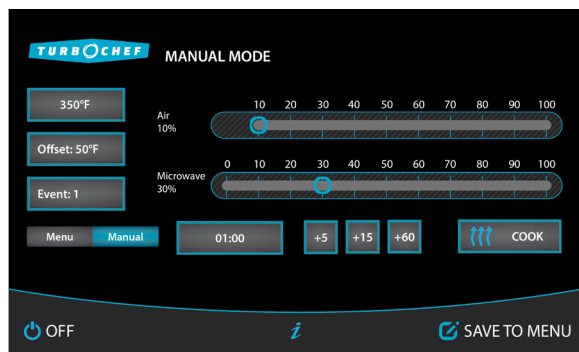 TURBOCHEF
MANUAL MODE
350°F
Offset: 50°F
Event: 1
Menu Manual
Air
10%
10 20 30 40 50 60 70 80 90 100
Microwave
30%
0 10 20 30 40 50 60 70 80 90 100
01:00
+5 +15 +60
COOK
OFF
i
SAVE TO MENU